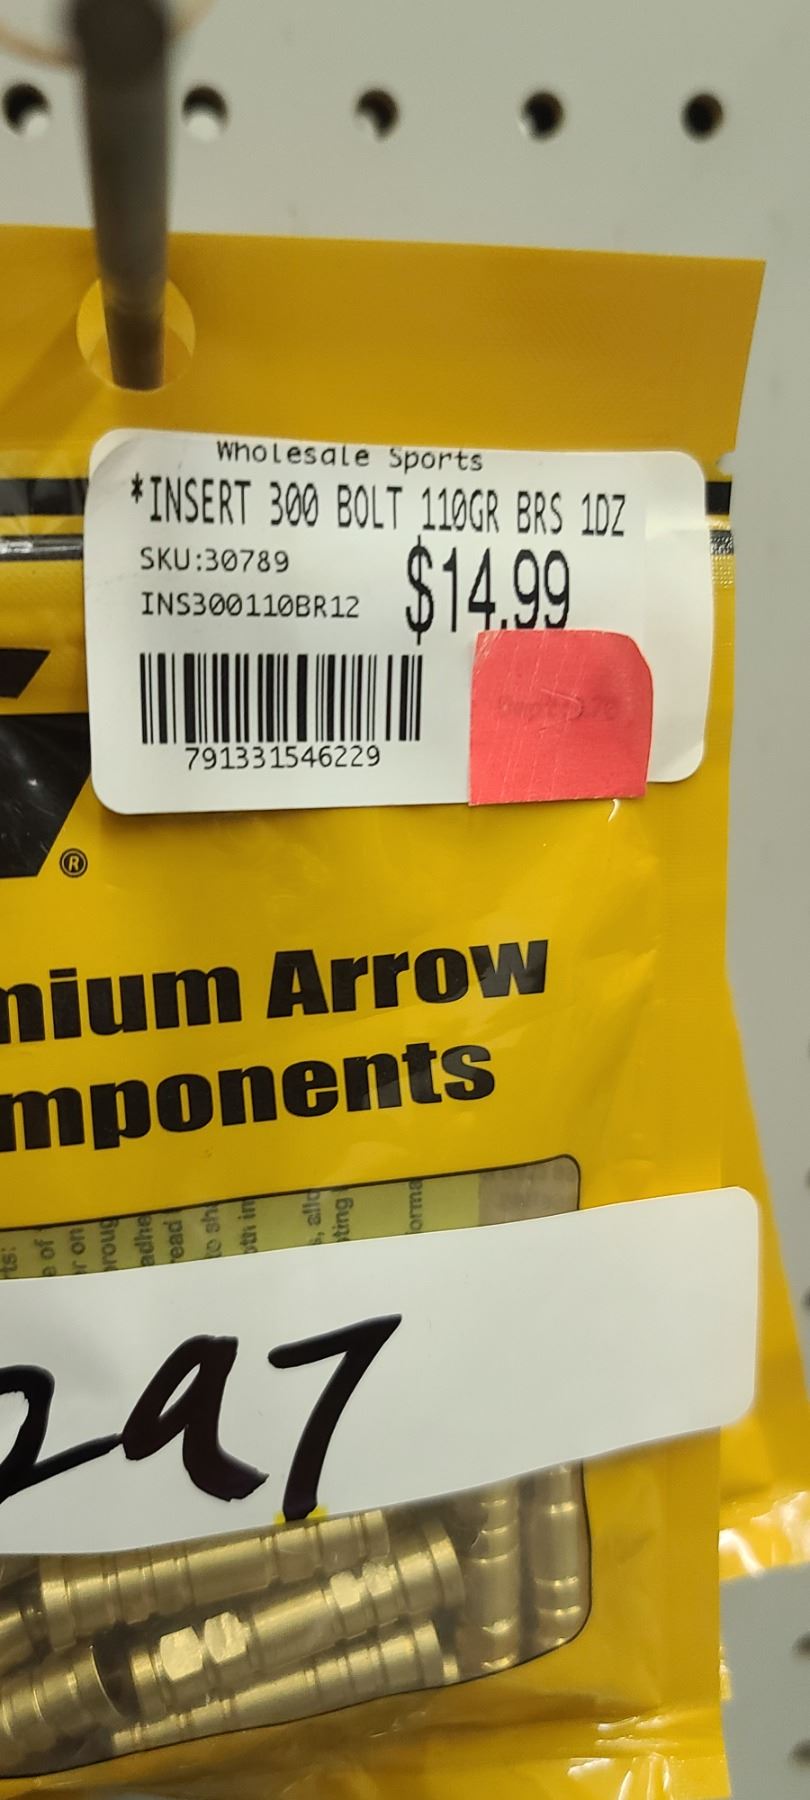 Wholesale Sports
*INSERT 300 BOLT 110GR BRS 1DZ
SKU:30789
$14.99
INS300110BR12
791331546229
®
nium Arrow
mponents
297